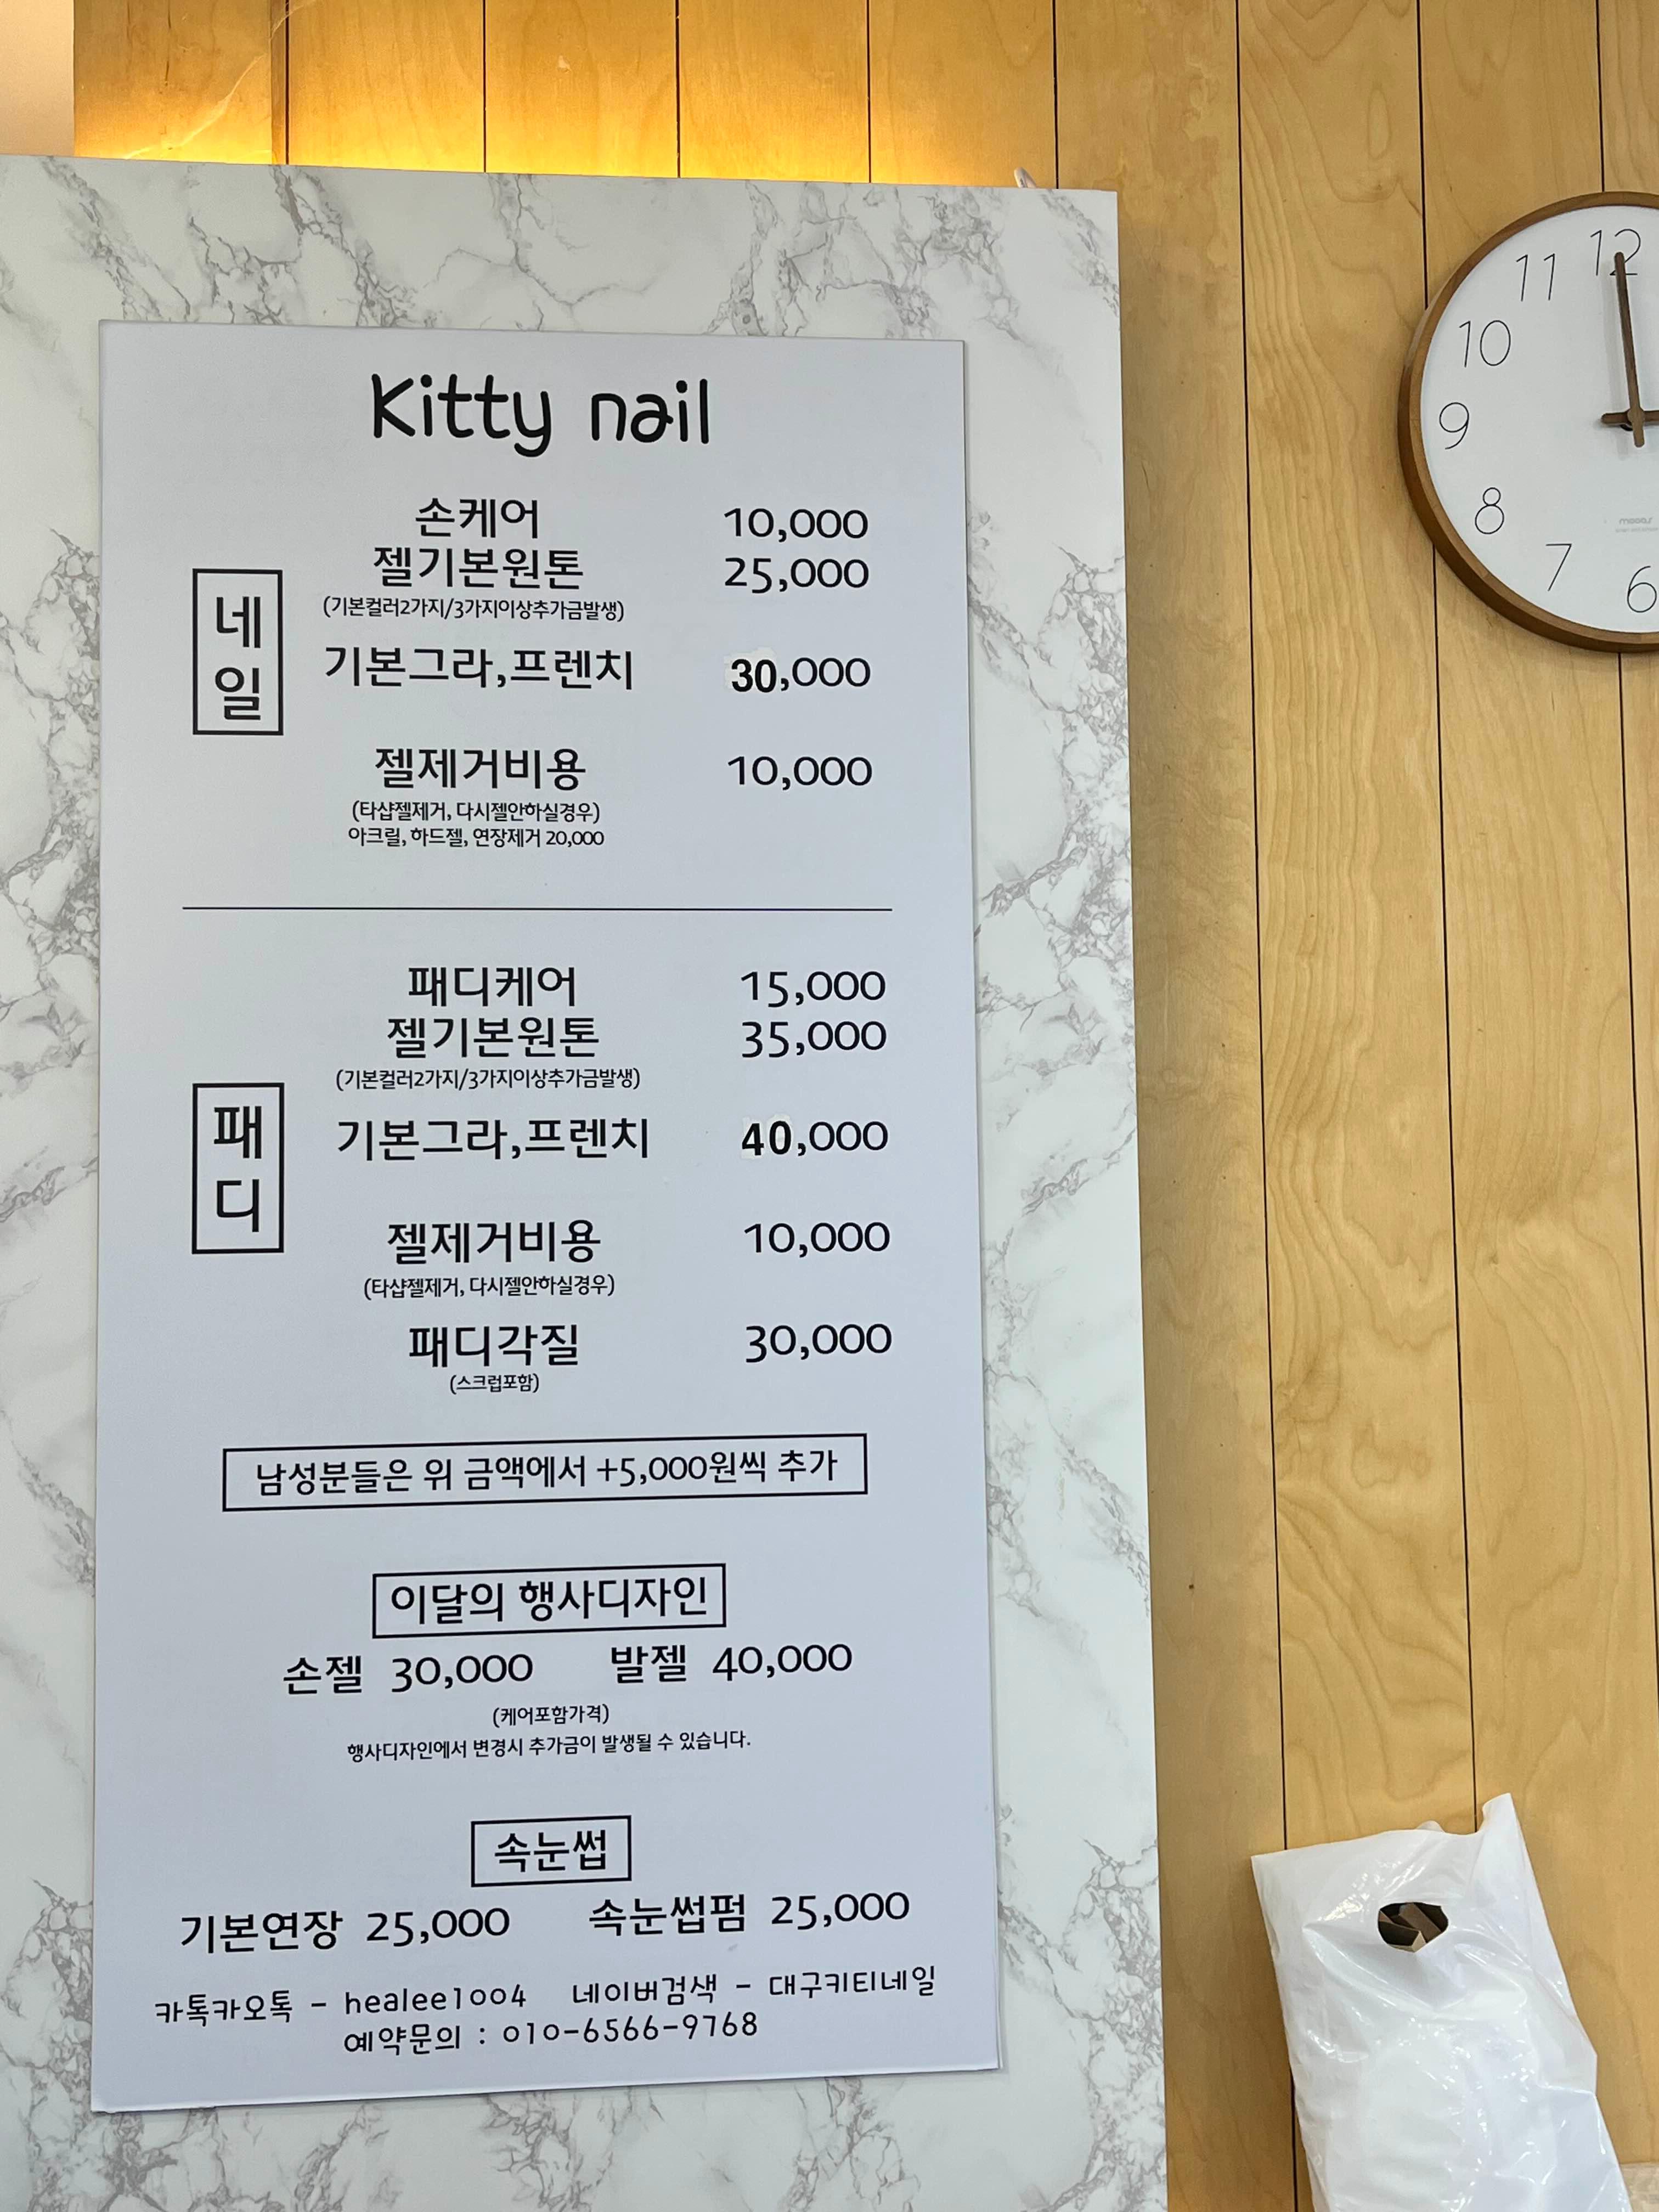 Kitty nail
네일
손케어 10,000
젤기본원톤 25,000
(기본컬러2가지/3가지이상추가금발생)
기본그라,프렌치 30,000
젤제거비용 10,000
(타샵젤제거, 다시젤안하실경우)
아크릴, 하드젤, 연장제거 20,000
패디
패디케어 15,000
젤기본원톤 35,000
(기본컬러2가지/3가지이상추가금발생)
기본그라,프렌치 40,000
젤제거비용 10,000
(타샵젤제거, 다시젤안하실경우)
패디각질 30,000
(스크럽포함)
남성분들은 위 금액에서 +5,000원씩 추가
이달의 행사디자인
손젤 30,000 발젤 40,000
(케어포함가격)
행사디자인에서 변경시 추가금이 발생될 수 있습니다.
속눈썹
기본연장 25,000 속눈썹펌 25,000
카톡카오톡 - healee1004 네이버검색 - 대구키티네일
예약문의 : 010-6566-9768
12
11
10
9
8
7
6